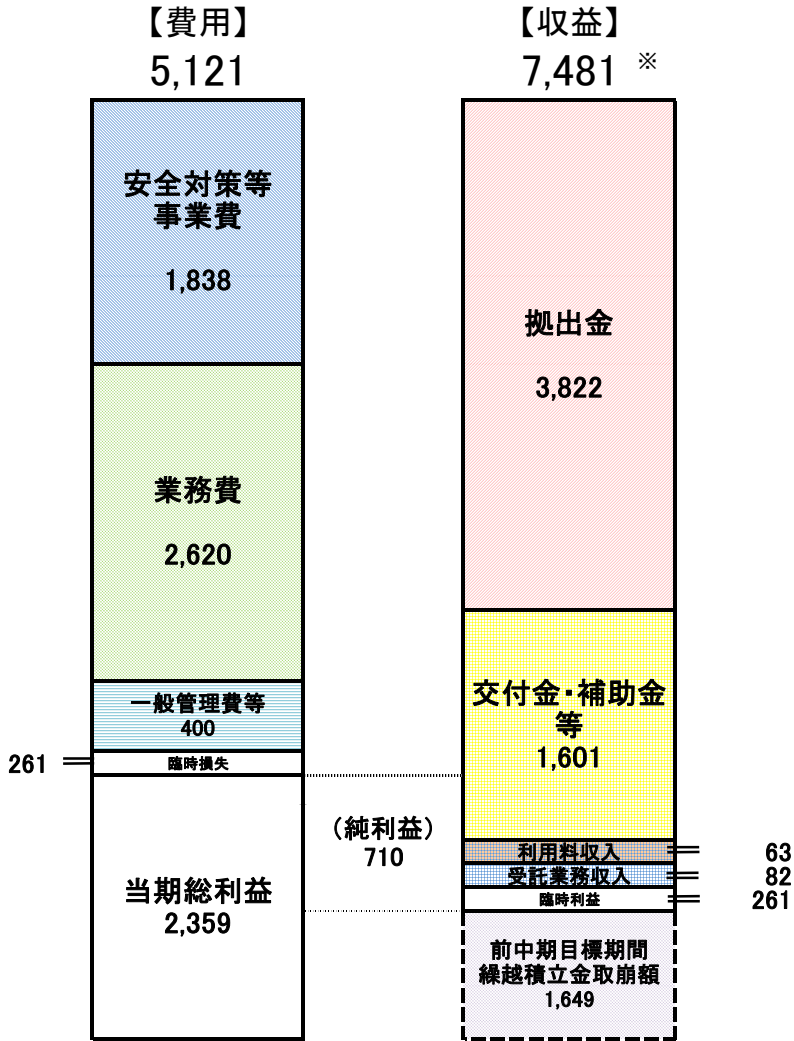 【費用】
5,121
安全対策等
事業費
1,838
業務費
2,620
一般管理費等
400
261
臨時損失
当期総利益
2,359
(純利益)
710
【収益】
7,481 ※
拠出金
3,822
交付金・補助金
等
1,601
利用料収入
63
受託業務収入
82
臨時利益
261
前中期目標期間
繰越積立金取崩額
1,649